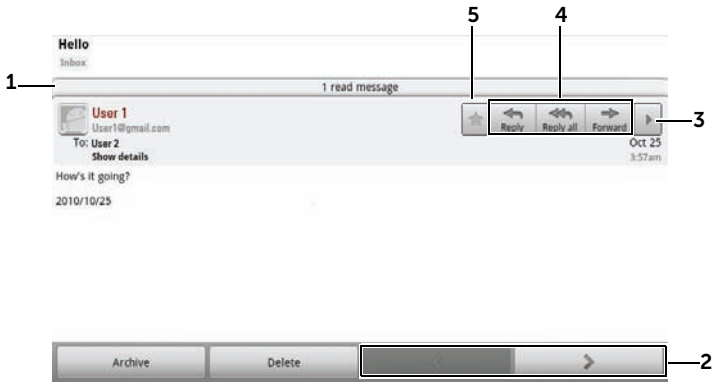 5
4
Hello
Inbox
1
1 read message
User 1
User1@gmail.com
Reply
Reply all
Forward
3
To: User 2
Oct 25
Show details
3:57am
How's it going?
2010/10/25
Archive
Delete
2